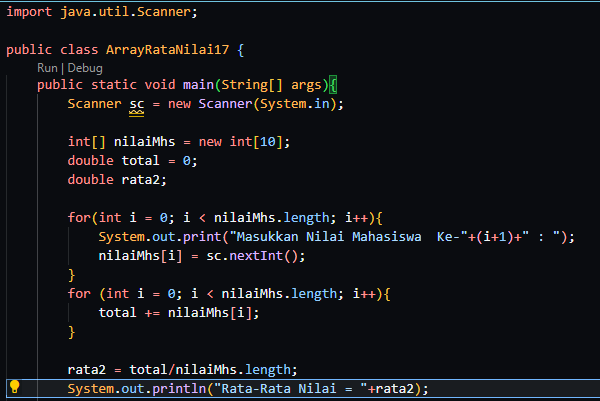 import java.util.Scanner;
public class ArrayRataNilai17 {
Run | Debug
public static void main(String[] args){
Scanner sc = new Scanner(System.in);
int[] nilaiMhs = new int[10];
double total = 0;
double rata2;
for(int i = 0; i < nilaiMhs.length; i++){
System.out.print("Masukkan Nilai Mahasiswa  Ke-"+(i+1)+" : ");
nilaiMhs[i] = sc.nextInt();
}
for (int i = 0; i < nilaiMhs.length; i++){
total += nilaiMhs[i];
}
rata2 = total/nilaiMhs.length;
System.out.println("Rata-Rata Nilai = "+rata2);